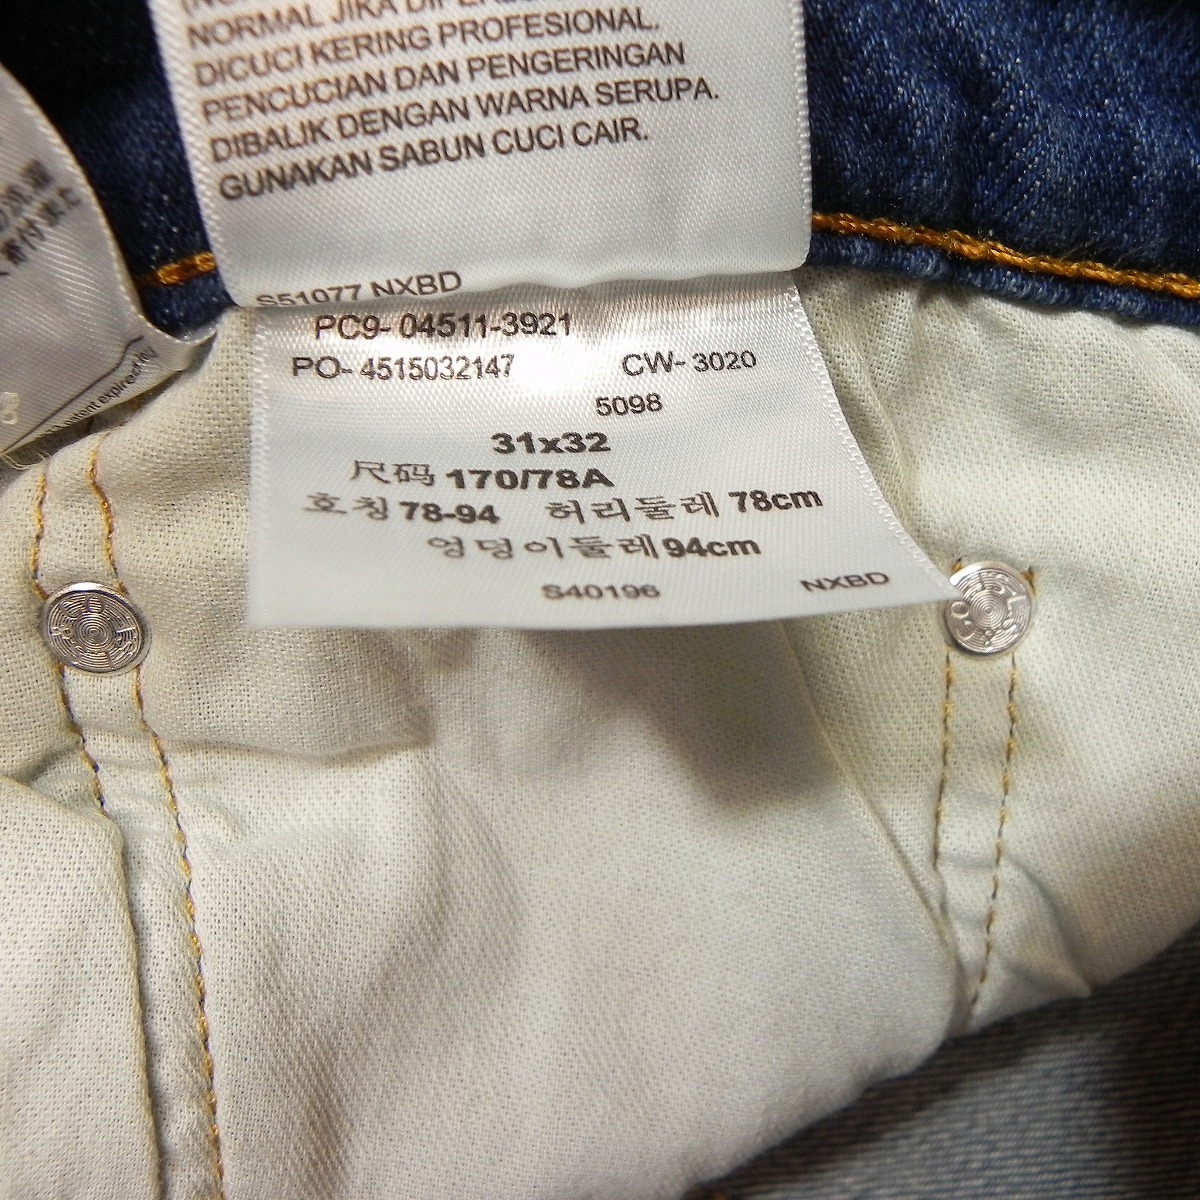 NORMAL JIKA
DICUCI KERING PROFESIONAL.
PENCUCIAN DAN PENGERINGAN
DIBALIK DENGAN WARNA SERUPA.
GUNAKAN SABUN CUCI CAIR.
S51077 NXBD
PC9-04511-3921
PO-4515032147 CW-3020
5098
31x32
尺码 170/78A
호칭 78-94 허리둘레 78cm
엉덩이둘레 94cm
S40196 NXBD